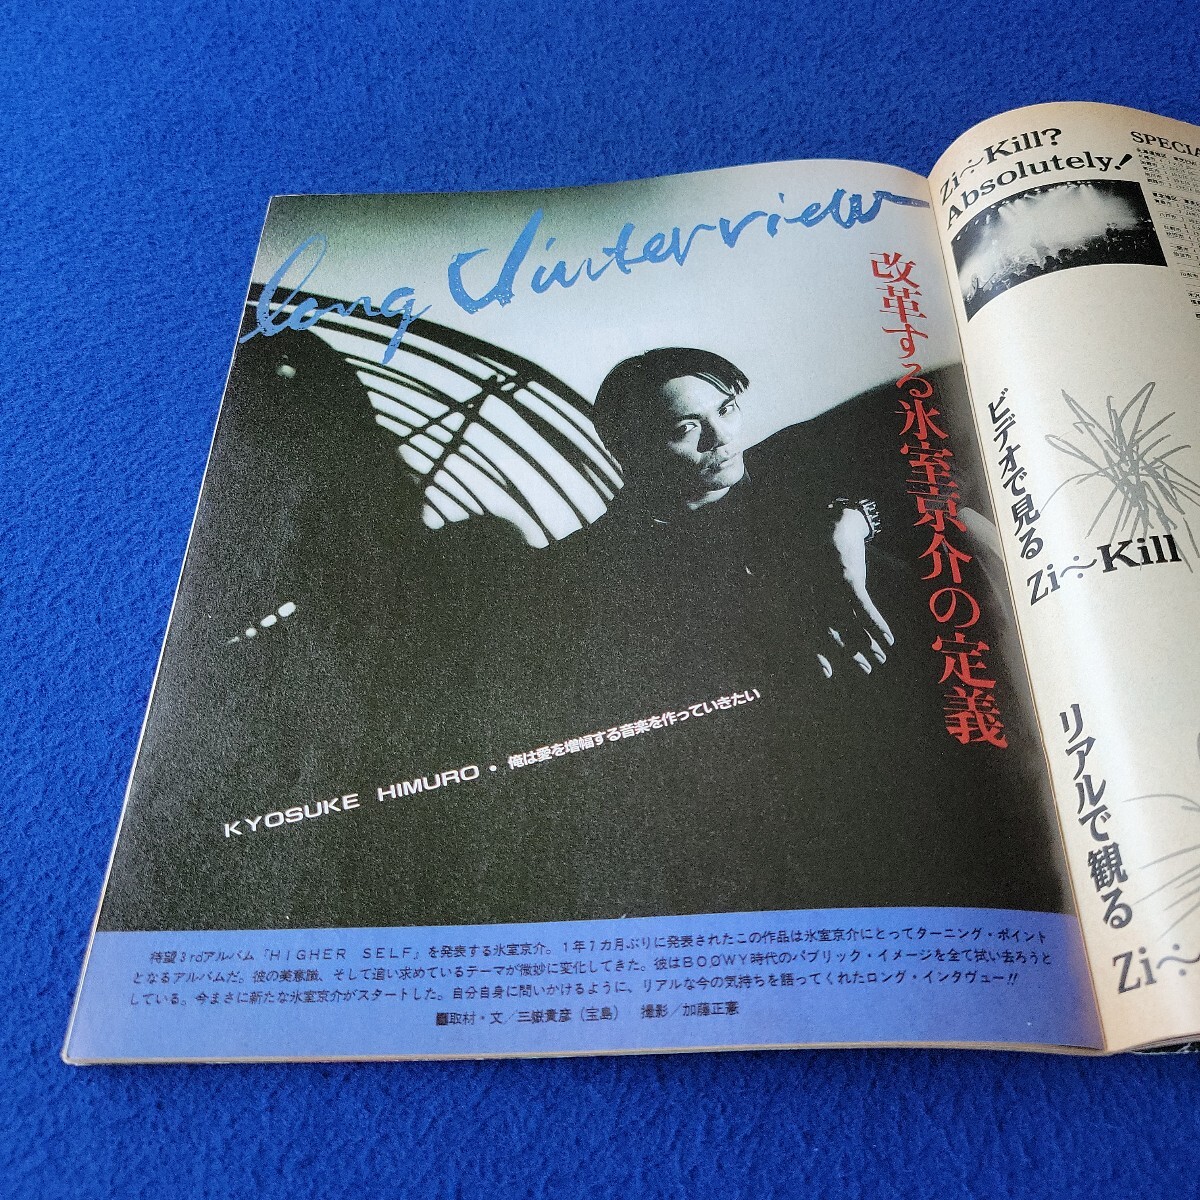 long Interview
改革する氷室京介の定義
KYOSUKE HIMURO・俺は愛を増幅する音楽を作っていきたい
待望3rdアルバム「HIGHER SELF」を発表する氷室京介。1年1カ月ぶりに発表されたこの作品は氷室京介にとってターニング・ポイント
となるアルバムだ。彼の美意識、そして追い求めているテーマが微妙に変化してきた。彼はBOØWY時代のパブリック・イメージを全て拭い去ろうと
している。今まさに新たな氷室京介がスタートした。自分自身に問いかけるように、リアルな今の気持ちを語ってくれたロング・インタヴュー!!
取材・文/三嶽貴彦(宝島) 撮影/加藤正憲
Zi÷Kill?
Absolutely!
SPECIA
ビデオで見る
Zi÷Kill
リアルで観る
Zi÷